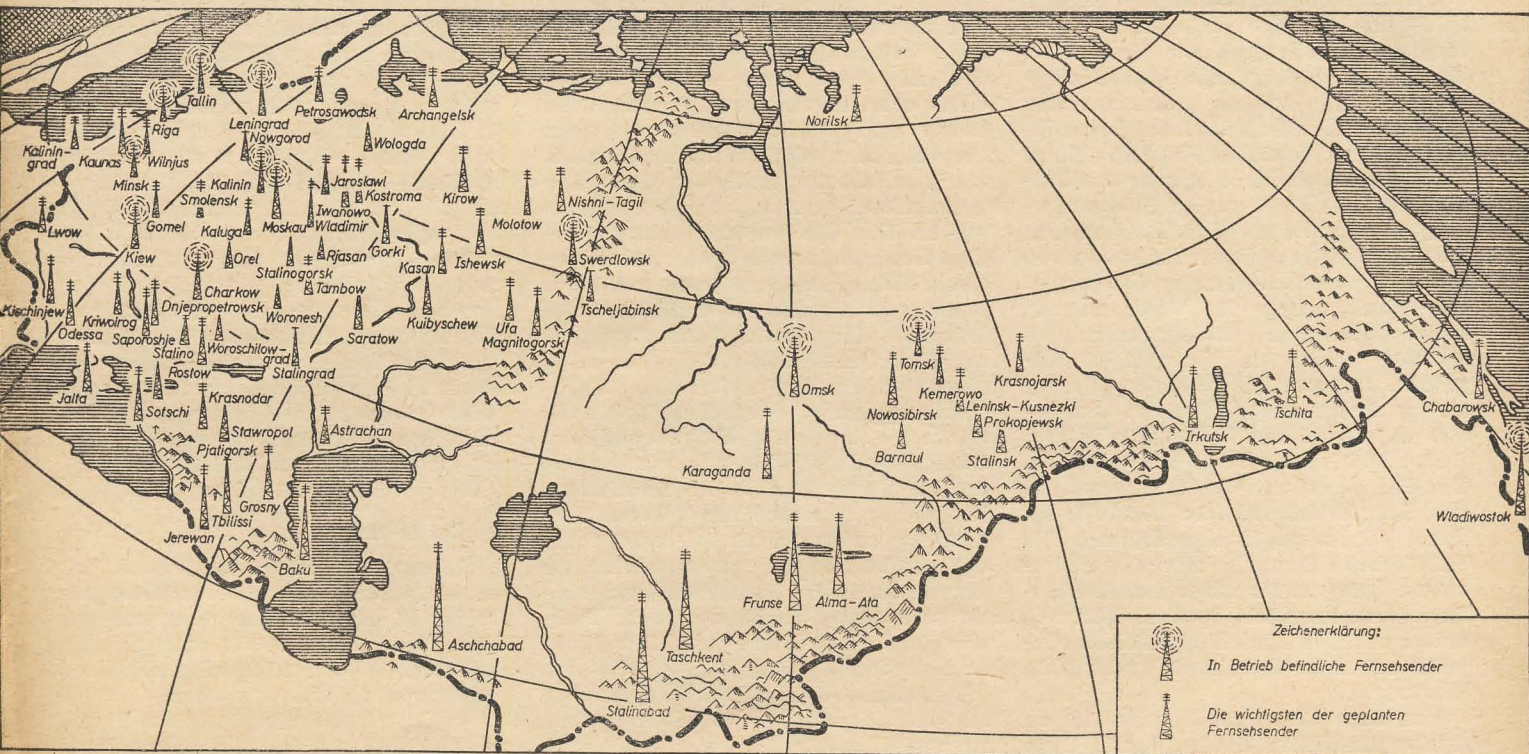 Tallin
Riga
Leningrad
Nowgorod
Petrosawodsk
Archangelsk
Norilsk
Kalinin-
grad
Kaunas
Wilnjus
Wologda
Minsk
Kalinin
Smolensk
Jaroslawl
Kostroma
Kirow
Molotow
Nishni-Tagil
Lwow
Gomel
Kaluga
Moskau
Iwanowo
Wladimir
Kiew
Orel
Stalinogorsk
Rjasan
Gorki
Kasan
Ishewsk
Swerdlowsk
Charkow
Tambow
Tscheljabinsk
Kischinjew
Odessa
Kriwoirog
Dnjepropetrowsk
Saporoshje
Woronesh
Saratow
Kuibyschew
Ufa
Magnitogorsk
Stalino
Woroschilow-
grad
Rostow
Stalingrad
Omsk
Tomsk
Kemerowo
Krasnojarsk
Jalta
Sotschi
Krasnodar
Stawropol
Astrachan
Nowosibirsk
Leninsk-Kusnezki
Prokopjewsk
Irkutsk
Tschita
Chabarowsk
Pjatigorsk
Karaganda
Barnaul
Stalinsk
Grosny
Tbilissi
Jerewan
Baku
Wladiwostok
Aschchabad
Stalinabad
Taschkent
Frunse
Alma-Ata
Zeichenerklärung:
In Betrieb befindliche Fernsehsender
Die wichtigsten der geplanten
Fernsehsender